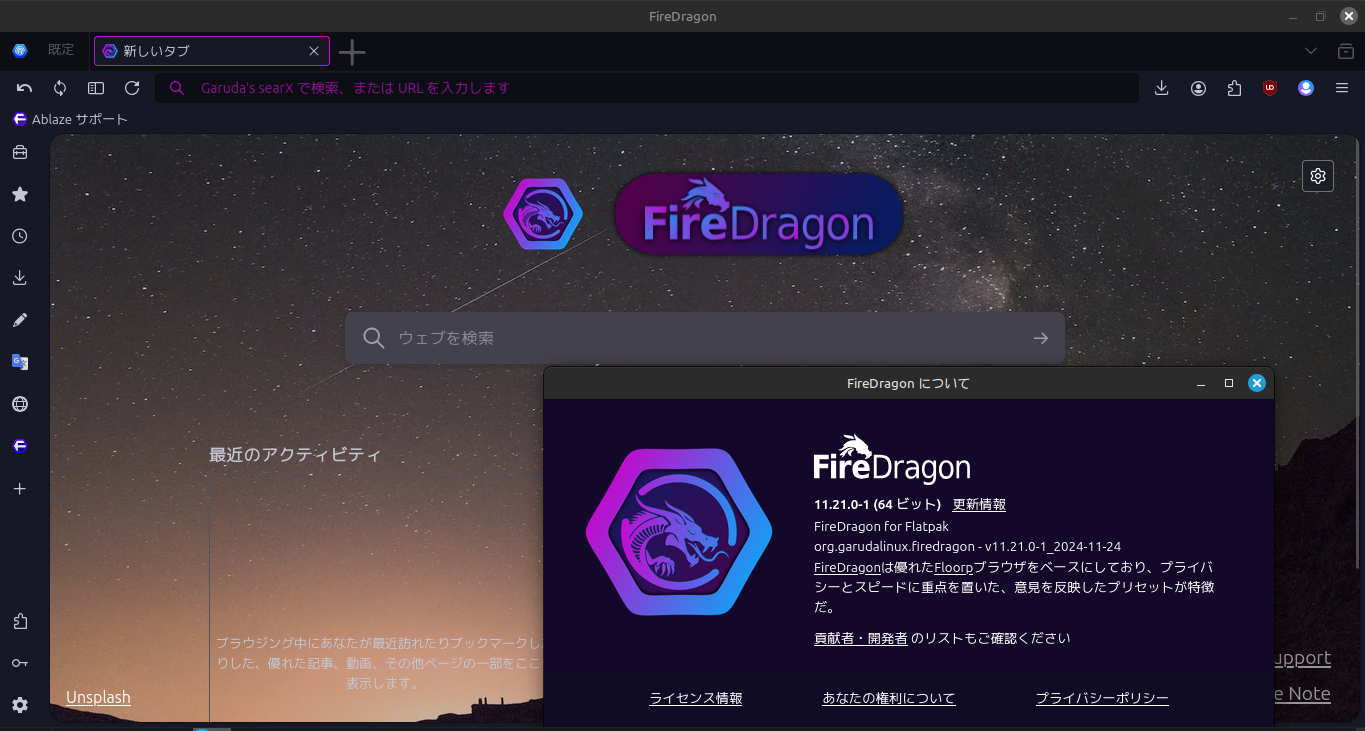 FireDragon
既定
新しいタブ
Garuda's searX で検索、または URL を入力します
UD
Ablaze サポート
FireDragon
ウェブを検索
FireDragon について
最近のアクティビティ
FireDragon
11.21.0-1 (64 ビット) 更新情報
FireDragon for Flatpak
org.garudalinux.firedragon - v11.21.0-1_2024-11-24
FireDragonは優れたFloorpブラウザをベースにしており、プライバ
シーとスピードに重点を置いた、意見を反映したプリセットが特徴
だ。
貢献者・開発者 のリストもご確認ください
ブラウジング中にあなたが最近訪れたりブックマークし
りした、優れた記事、動画、その他ページの一部をここ
表示します。
upport
Unsplash
e Note
ライセンス情報
あなたの権利について
プライバシーポリシー